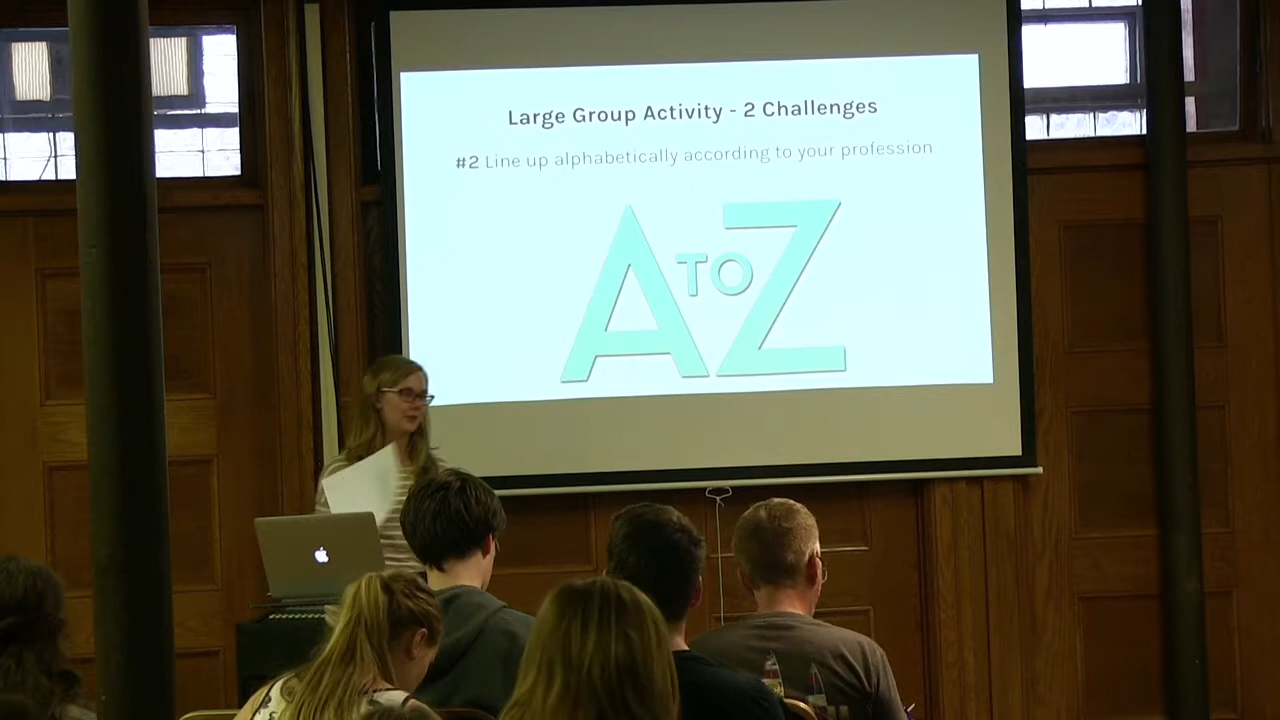 Large Group Activity - 2 Challenges
#2 Line up alphabetically according to your profession
A TO Z